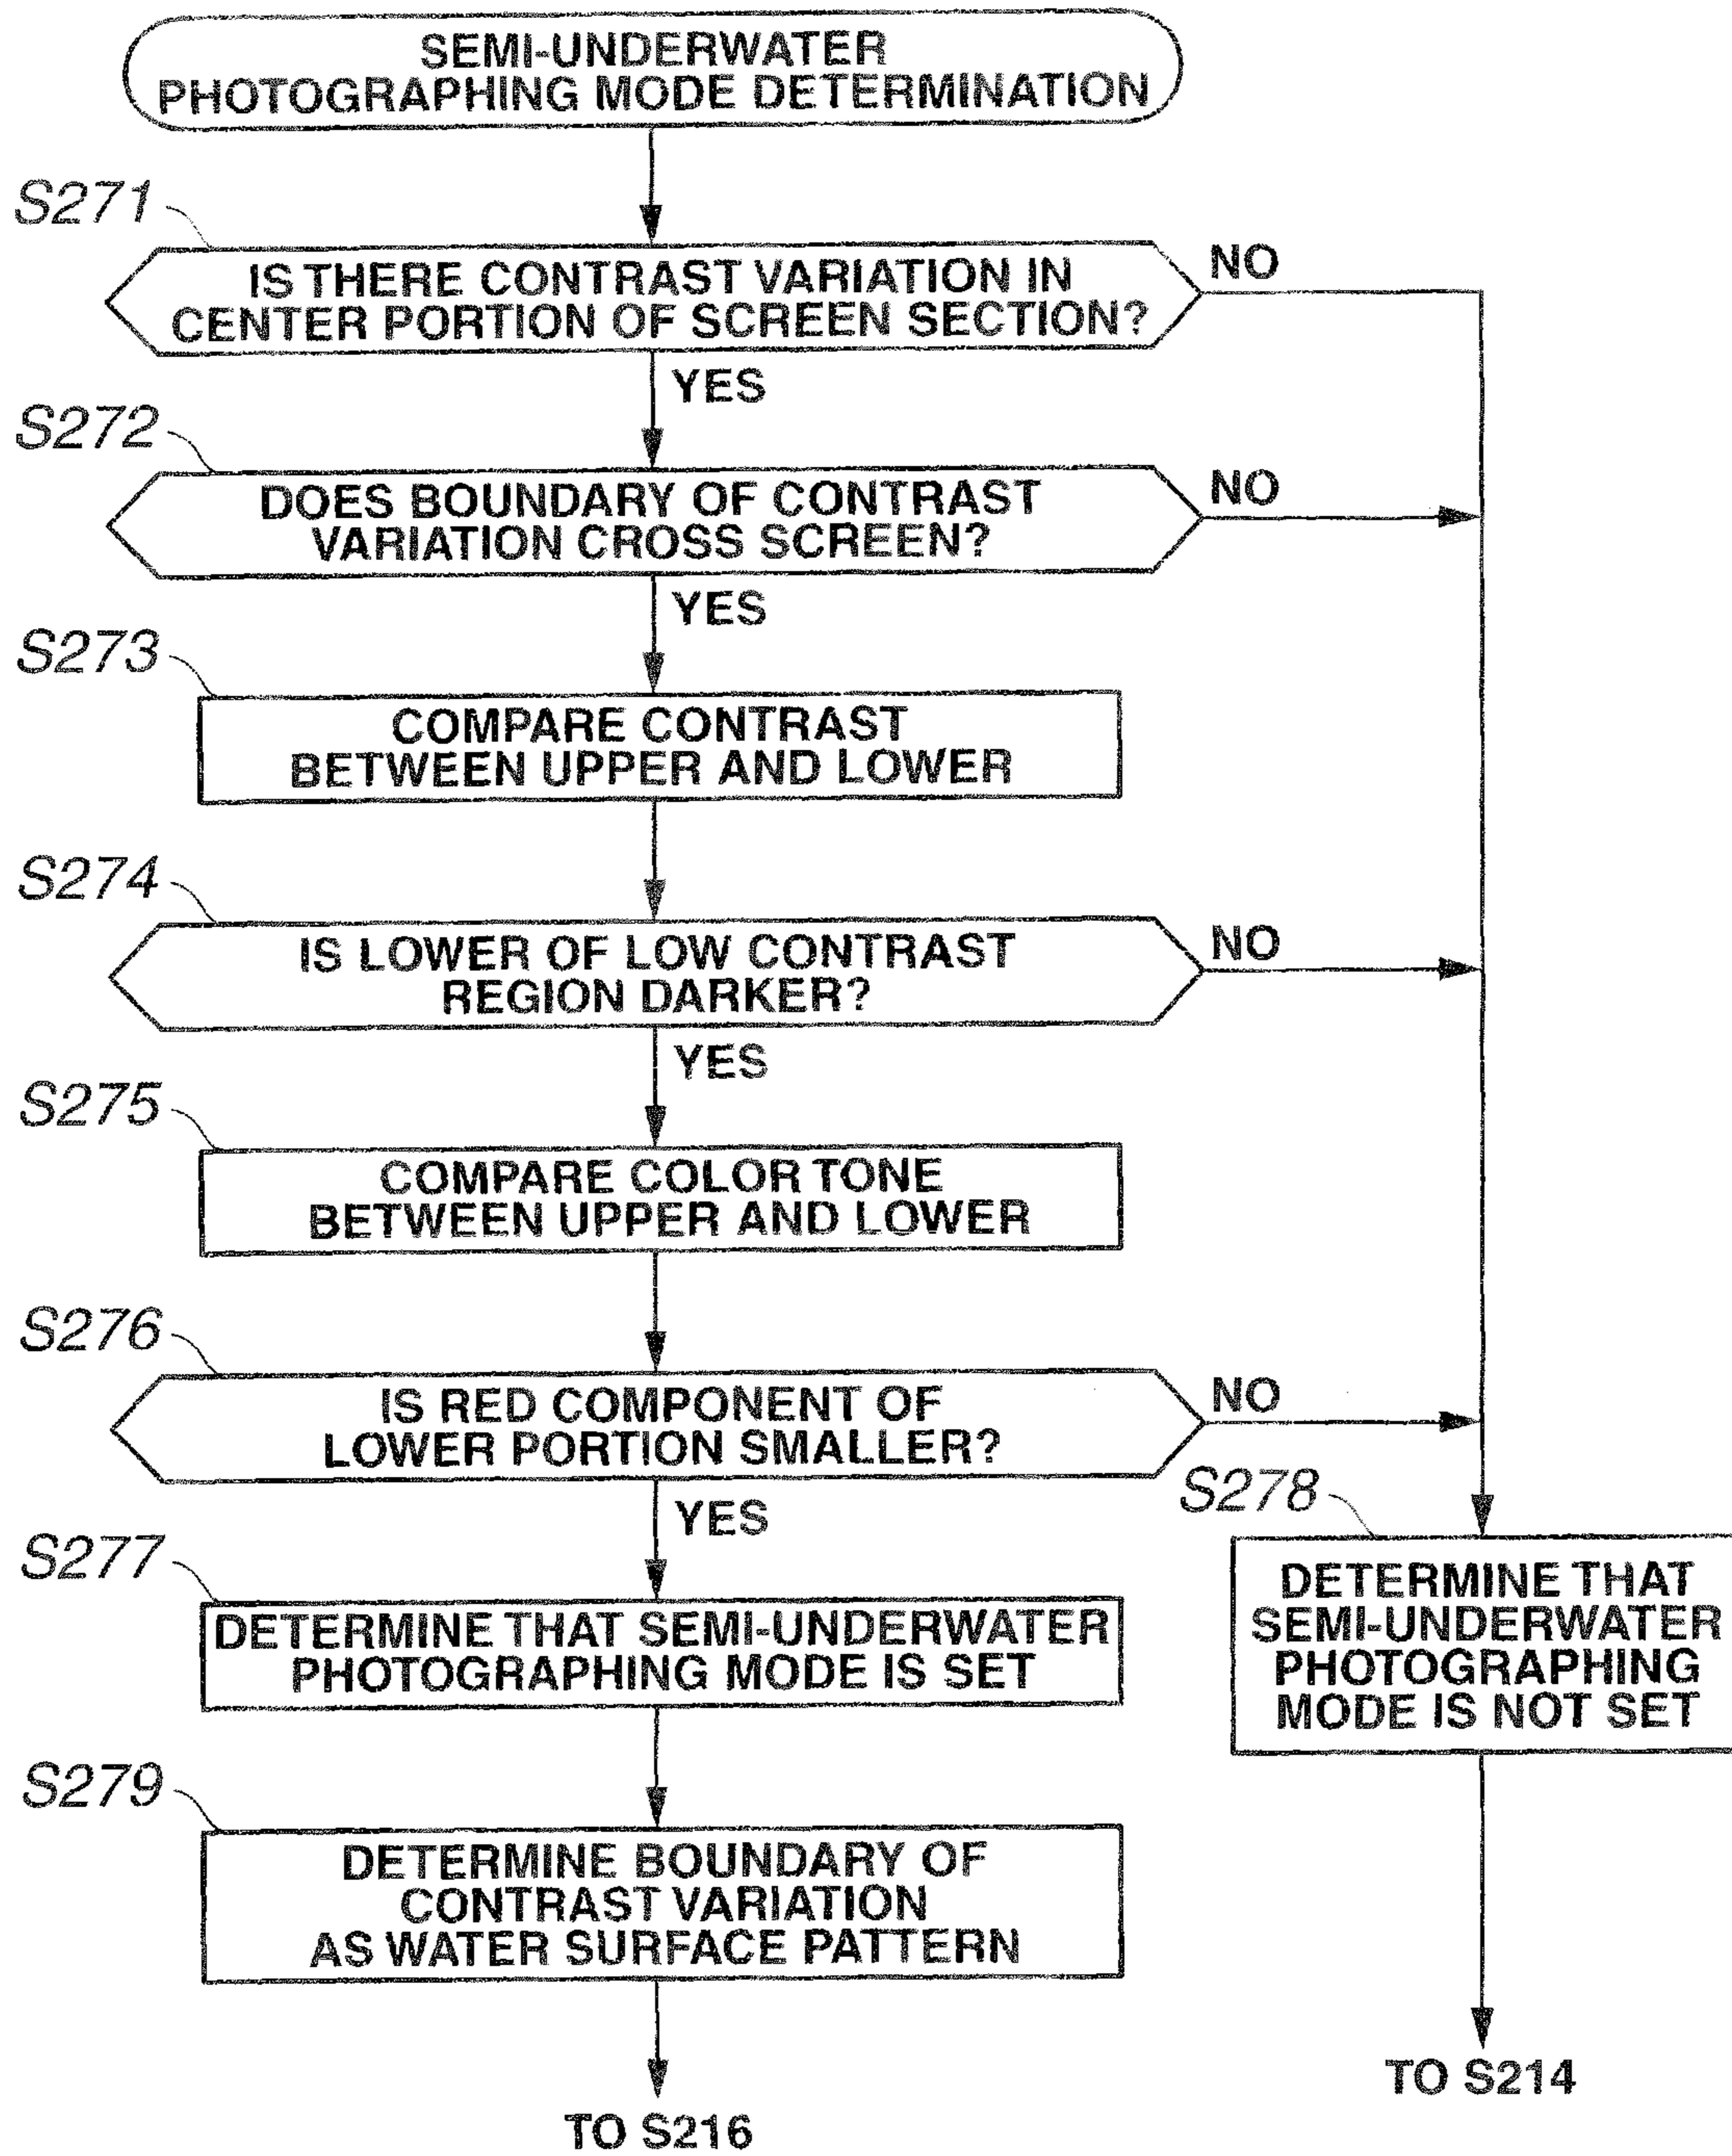 SEMI-UNDERWATER
PHOTOGRAPHING MODE DETERMINATION
S271
IS THERE CONTRAST VARIATION IN
CENTER PORTION OF SCREEN SECTION?
NO
YES
S272
DOES BOUNDARY OF CONTRAST
VARIATION CROSS SCREEN?
NO
YES
S273
COMPARE CONTRAST
BETWEEN UPPER AND LOWER
S274
IS LOWER OF LOW CONTRAST
REGION DARKER?
NO
YES
S275
COMPARE COLOR TONE
BETWEEN UPPER AND LOWER
S276
IS RED COMPONENT OF
LOWER PORTION SMALLER?
NO
YES
S277
DETERMINE THAT SEMI-UNDERWATER
PHOTOGRAPHING MODE IS SET
S278
DETERMINE THAT
SEMI-UNDERWATER
PHOTOGRAPHING
MODE IS NOT SET
S279
DETERMINE BOUNDARY OF
CONTRAST VARIATION
AS WATER SURFACE PATTERN
TO S214
TO S216